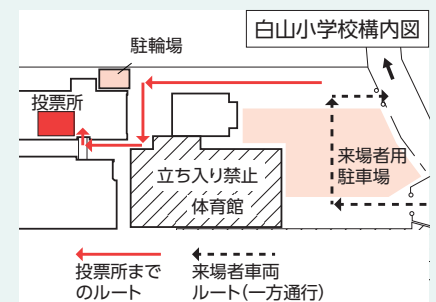 白山小学校構内図
駐輪場
投票所
来場者用
駐車場
立ち入り禁止
体育館
投票所まで
のルート
来場者車両
ルート(一方通行)